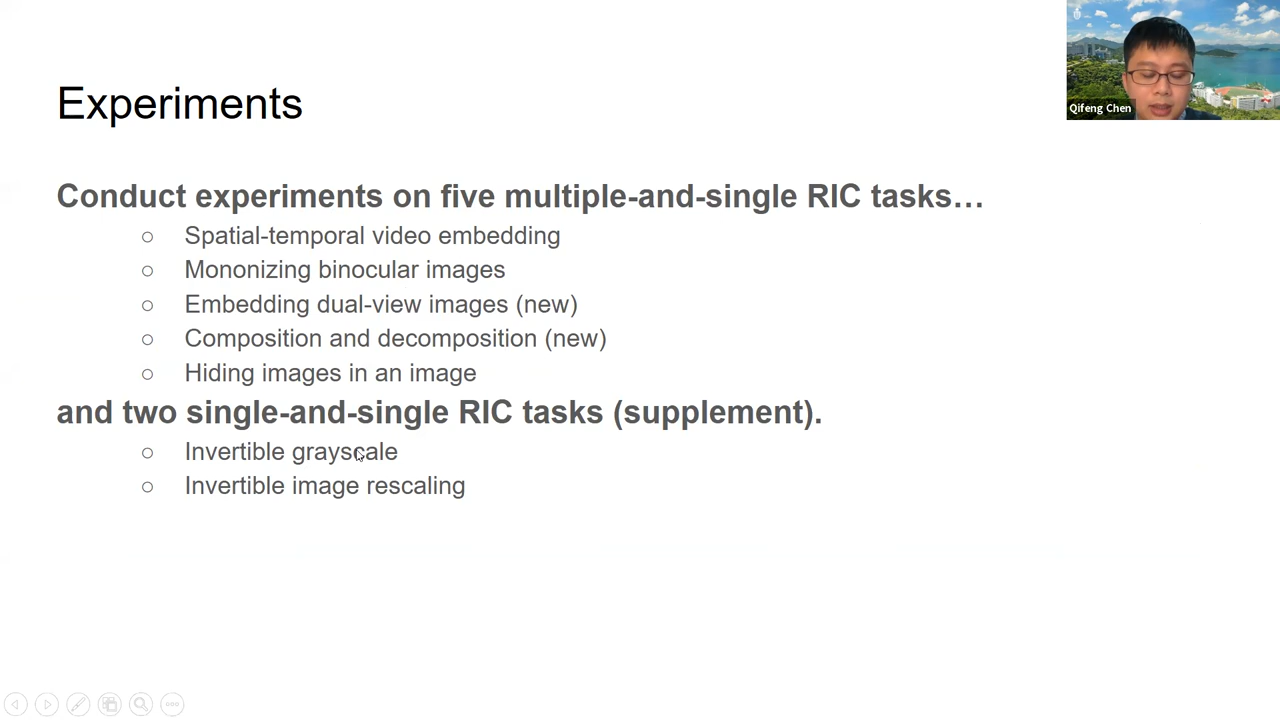 Experiments
Qifeng Chen
Conduct experiments on five multiple-and-single RIC tasks…
○ Spatial-temporal video embedding
○ Mononizing binocular images
○ Embedding dual-view images (new)
○ Composition and decomposition (new)
○ Hiding images in an image
and two single-and-single RIC tasks (supplement).
○ Invertible grayscale
○ Invertible image rescaling